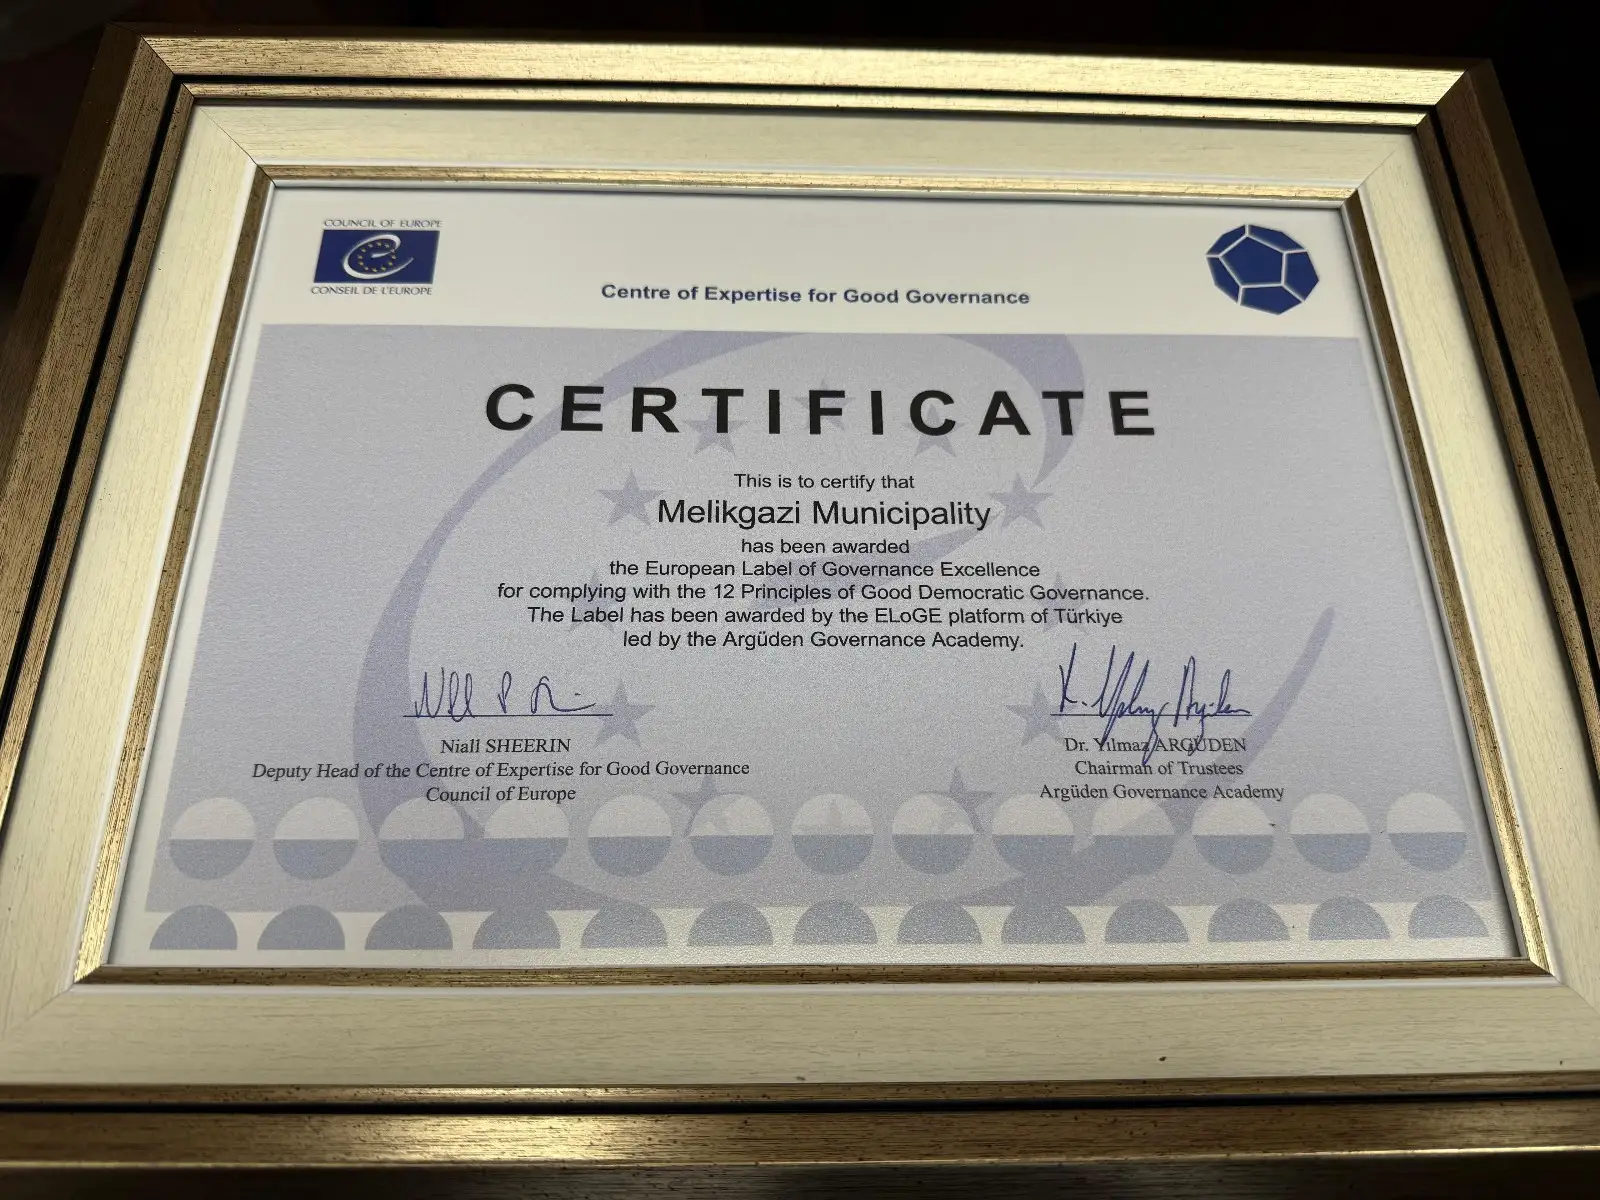 COUNCIL OF EUROPE
CONSEIL DE L'EUROPE
Centre of Expertise for Good Governance
CERTIFICATE
This is to certify that
Melikgazi Municipality
has been awarded
the European Label of Governance Excellence
for complying with the 12 Principles of Good Democratic Governance.
The Label has been awarded by the ELoGE platform of Türkiye
led by the Argüden Governance Academy.
Niall SHEERIN
Deputy Head of the Centre of Expertise for Good Governance
Council of Europe
Dr. Yılmaz ARGÜDEN
Chairman of Trustees
Argüden Governance Academy